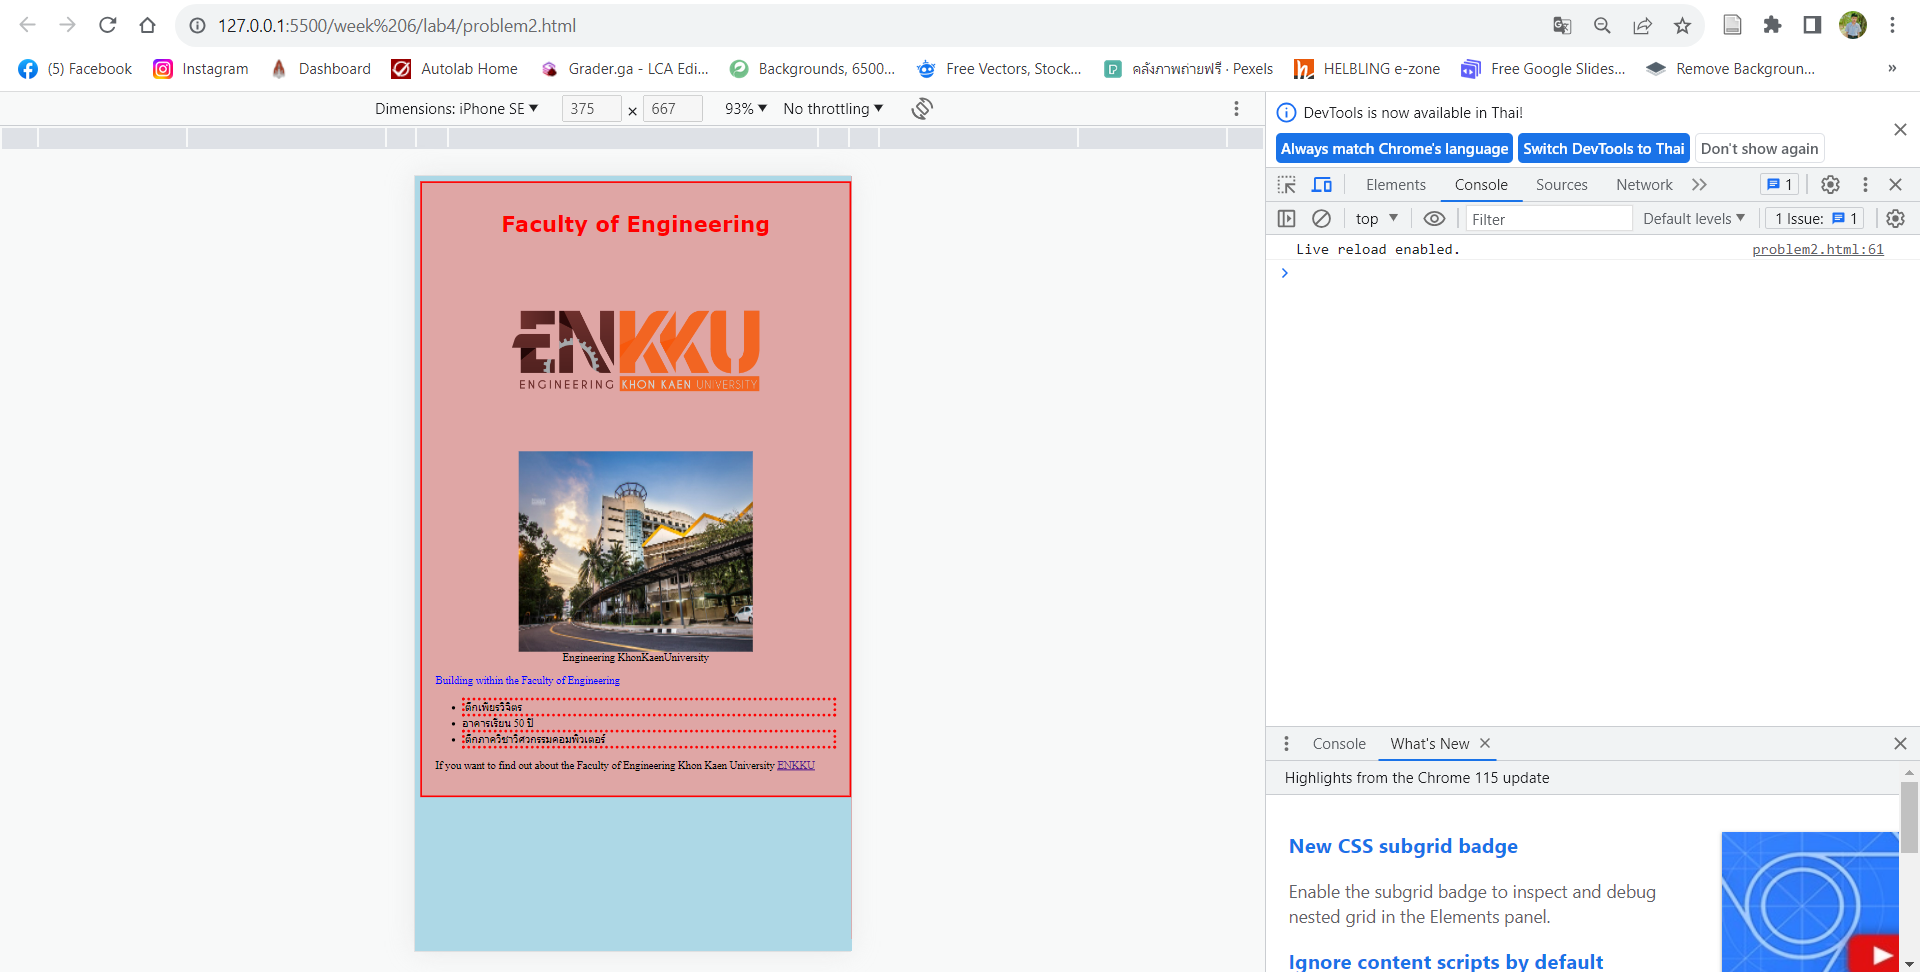 127.0.0.1:5500/week%206/lab4/problem2.html
(5) Facebook Instagram Dashboard Autolab Home Grader.ga - LCA Edi... Backgrounds, 6500... Free Vectors, Stock... คลังภาพถ่ายฟรี · Pexels HELBLING e-zone Free Google Slides... Remove Backgroun... »
Dimensions: iPhone SE 375 × 667 93% No throttling
DevTools is now available in Thai!
Always match Chrome's language Switch DevTools to Thai Don't show again
Elements Console Sources Network 1
top Filter Default levels 1 Issue: 1
Live reload enabled. problem2.html:61
Faculty of Engineering
ENKKU
ENGINEERING KHON KAEN UNIVERSITY
Engineering KhonKaenUniversity
Building within the Faculty of Engineering
ตึกเพียรวิจิตร
อาคารเรียน 50 ปี
ตึกภาควิชาวิศวกรรมคอมพิวเตอร์
If you want to find out about the Faculty of Engineering Khon Kaen University ENKKU
Console What's New
Highlights from the Chrome 115 update
New CSS subgrid badge
Enable the subgrid badge to inspect and debug
nested grid in the Elements panel.
Ignore content scripts by default